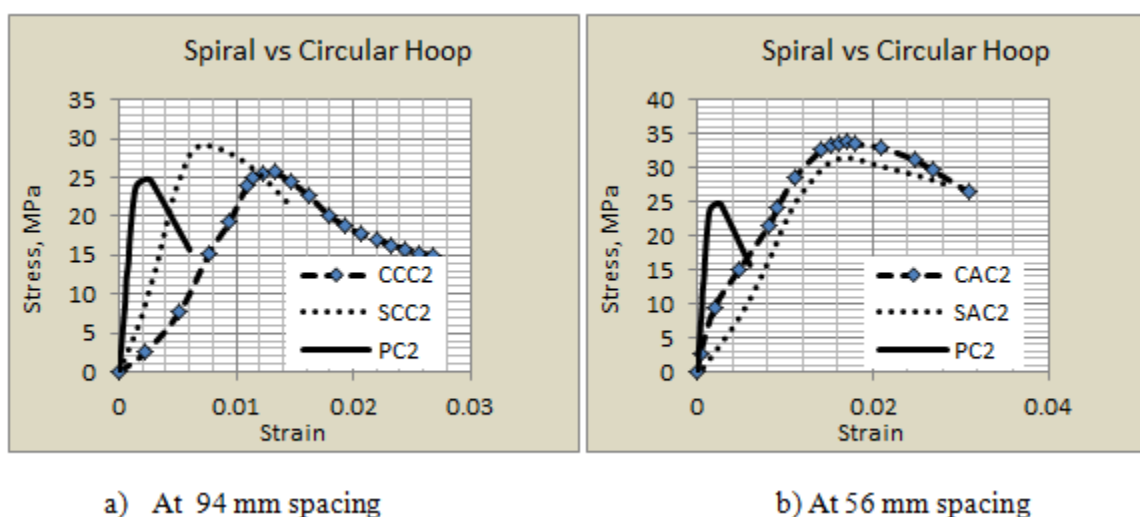 Spiral vs Circular Hoop
35
30
25
20
15
10
5
0
Stress, MPa
0 0.01 0.02 0.03
Strain
CCC2
SCC2
PC2
Spiral vs Circular Hoop
40
35
30
25
20
15
10
5
0
Stress, MPa
0 0.02 0.04
Strain
CAC2
SAC2
PC2
a) At 94 mm spacing
b) At 56 mm spacing